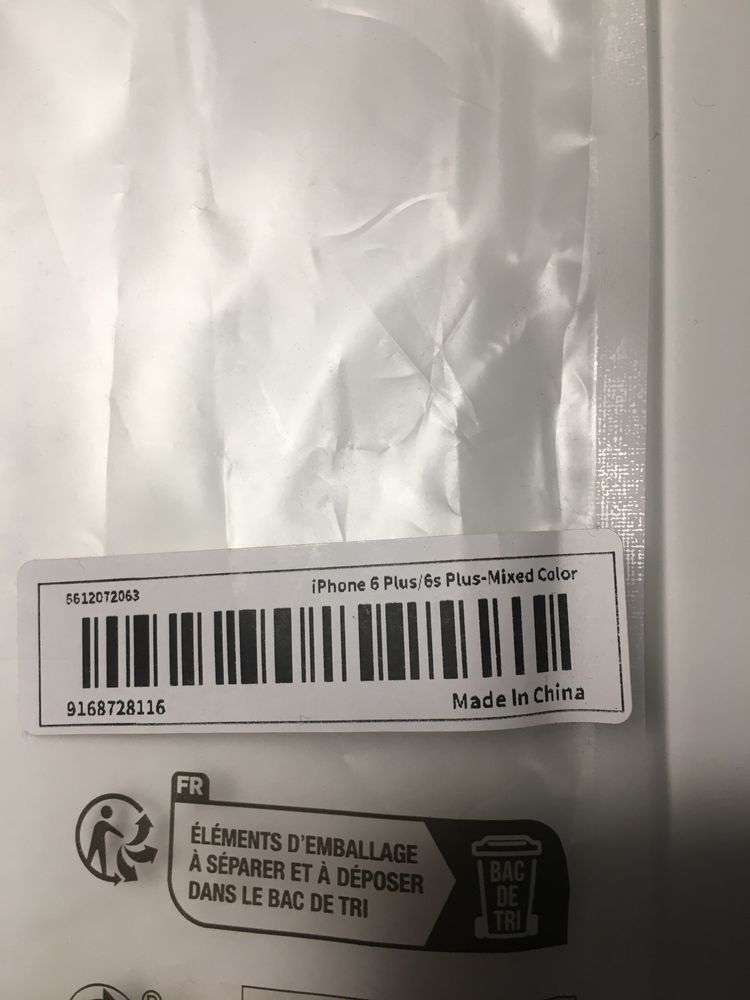 6612072063
iPhone 6 Plus/6s Plus-Mixed Color
9168728116
Made In China
FR
ÉLÉMENTS D'EMBALLAGE
À SÉPARER ET À DÉPOSER
DANS LE BAC DE TRI
BAC
DE
TRI
R